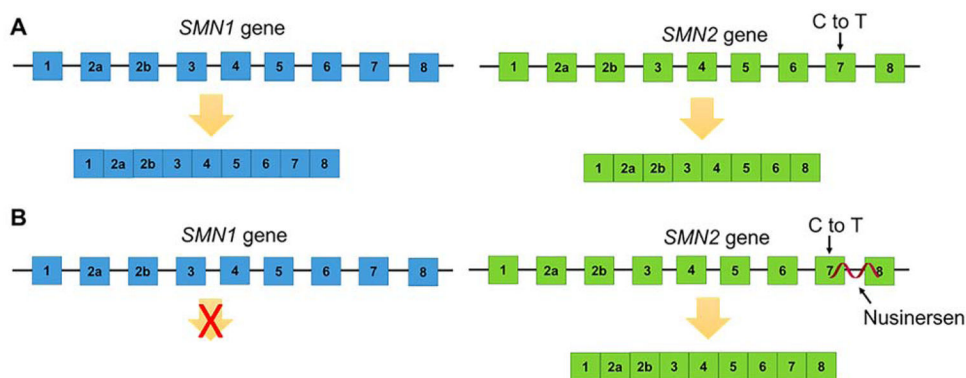 A
SMN1 gene
1 2a 2b 3 4 5 6 7 8
1 2a 2b 3 4 5 6 7 8
SMN2 gene
C to T
1 2a 2b 3 4 5 6 7 8
1 2a 2b 3 4 5 6 8
B
SMN1 gene
1 2a 2b 3 4 5 6 7 8
X
SMN2 gene
C to T
1 2a 2b 3 4 5 6 7 8
Nusinersen
1 2a 2b 3 4 5 6 7 8